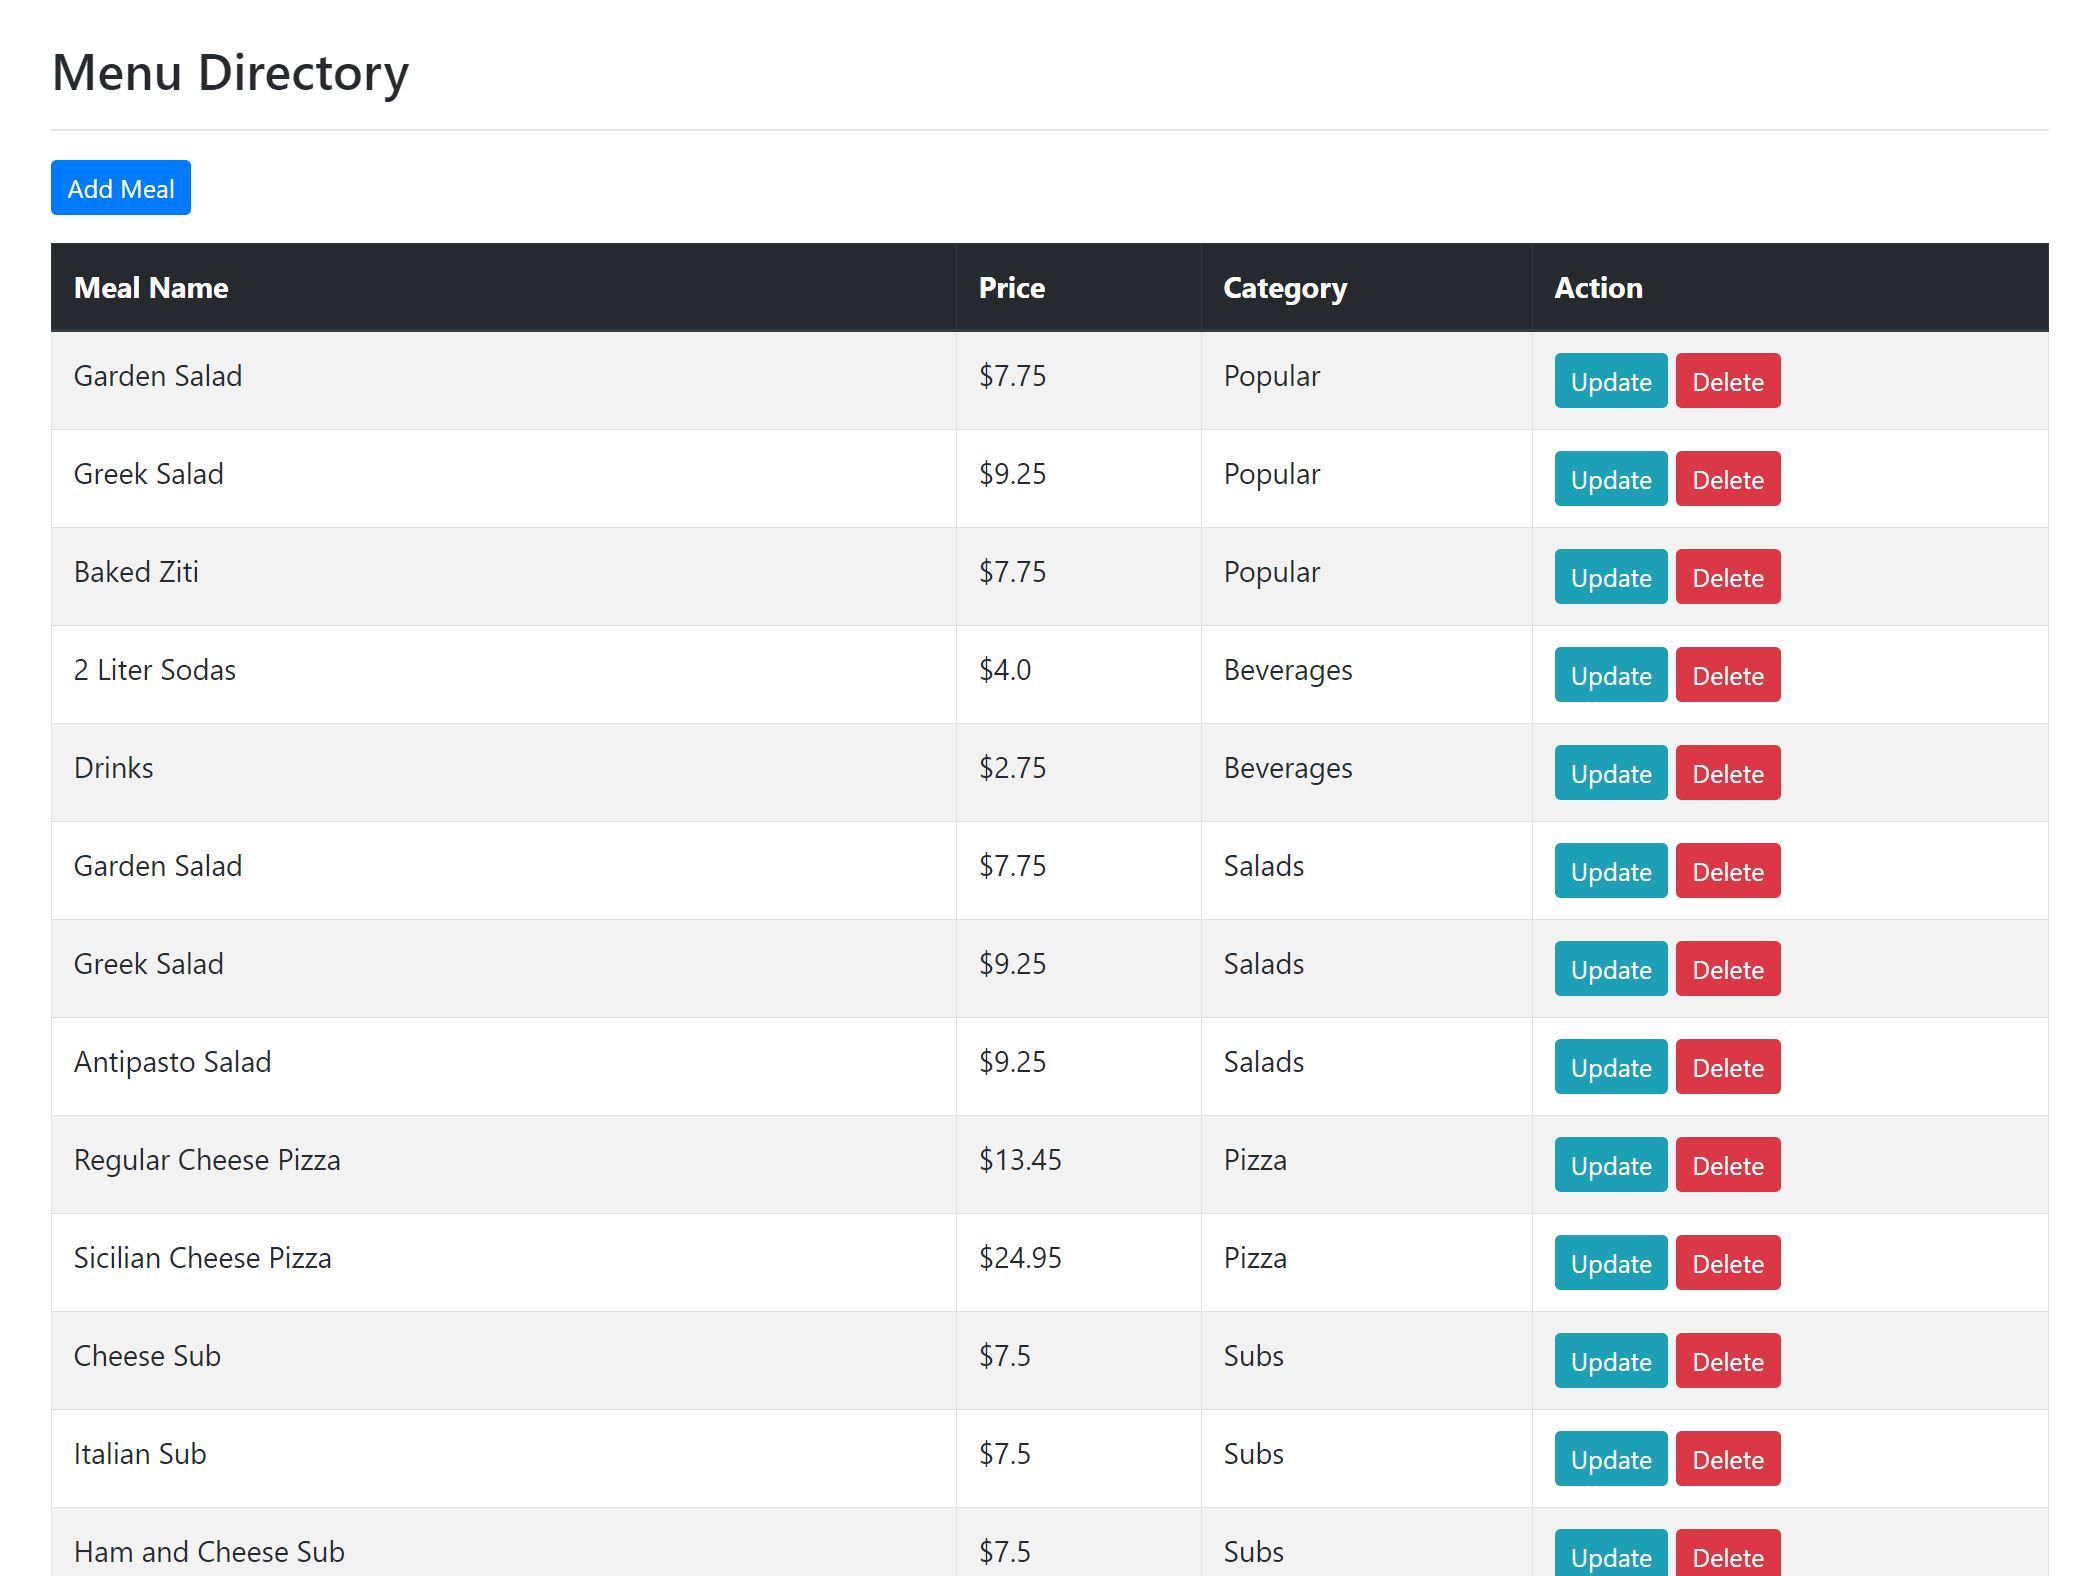 Menu Directory
Add Meal
Meal Name Price Category Action
Garden Salad $7.75 Popular Update Delete
Greek Salad $9.25 Popular Update Delete
Baked Ziti $7.75 Popular Update Delete
2 Liter Sodas $4.0 Beverages Update Delete
Drinks $2.75 Beverages Update Delete
Garden Salad $7.75 Salads Update Delete
Greek Salad $9.25 Salads Update Delete
Antipasto Salad $9.25 Salads Update Delete
Regular Cheese Pizza $13.45 Pizza Update Delete
Sicilian Cheese Pizza $24.95 Pizza Update Delete
Cheese Sub $7.5 Subs Update Delete
Italian Sub $7.5 Subs Update Delete
Ham and Cheese Sub $7.5 Subs Update Delete